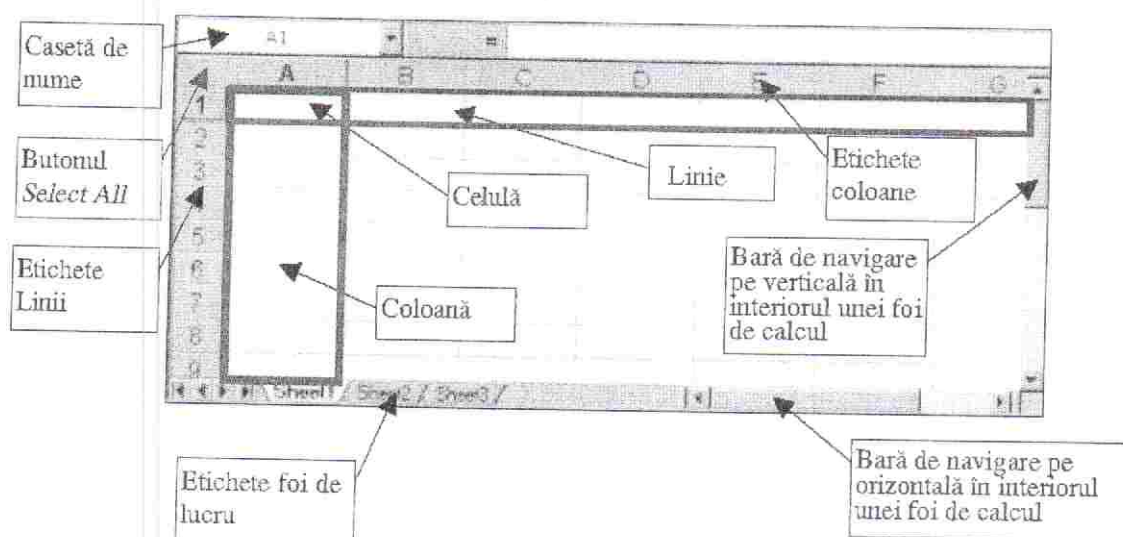 Casetă de
nume
A1
=
A B C D E F G
1
2
3
5
6
7
8
9
Butonul
Select All
Etichete
Linii
Celulă
Linie
Etichete
coloane
Coloană
Bară de navigare
pe verticală în
interiorul unei foi
de calcul
Sheet1 Sheet2 Sheet3
Etichete foi de
lucru
Bară de navigare pe
orizontală în interiorul
unei foi de calcul